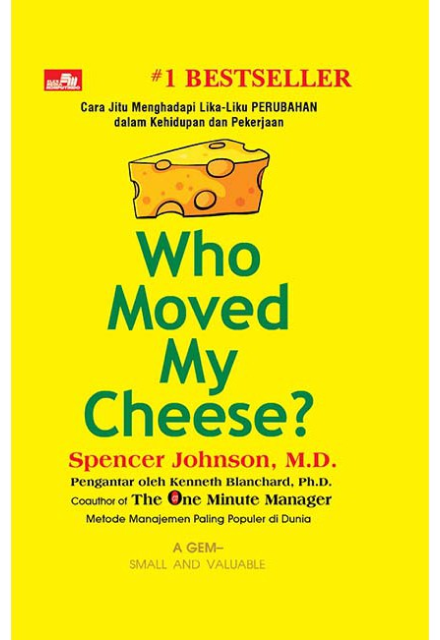 #1 BESTSELLER
Cara Jitu Menghadapi Lika-Liku PERUBAHAN
dalam Kehidupan dan Pekerjaan
Who
Moved
My
Cheese?
Spencer Johnson, M.D.
Pengantar oleh Kenneth Blanchard, Ph.D.
Coauthor of The One Minute Manager
Metode Manajemen Paling Populer di Dunia
A GEM–
SMALL AND VALUABLE